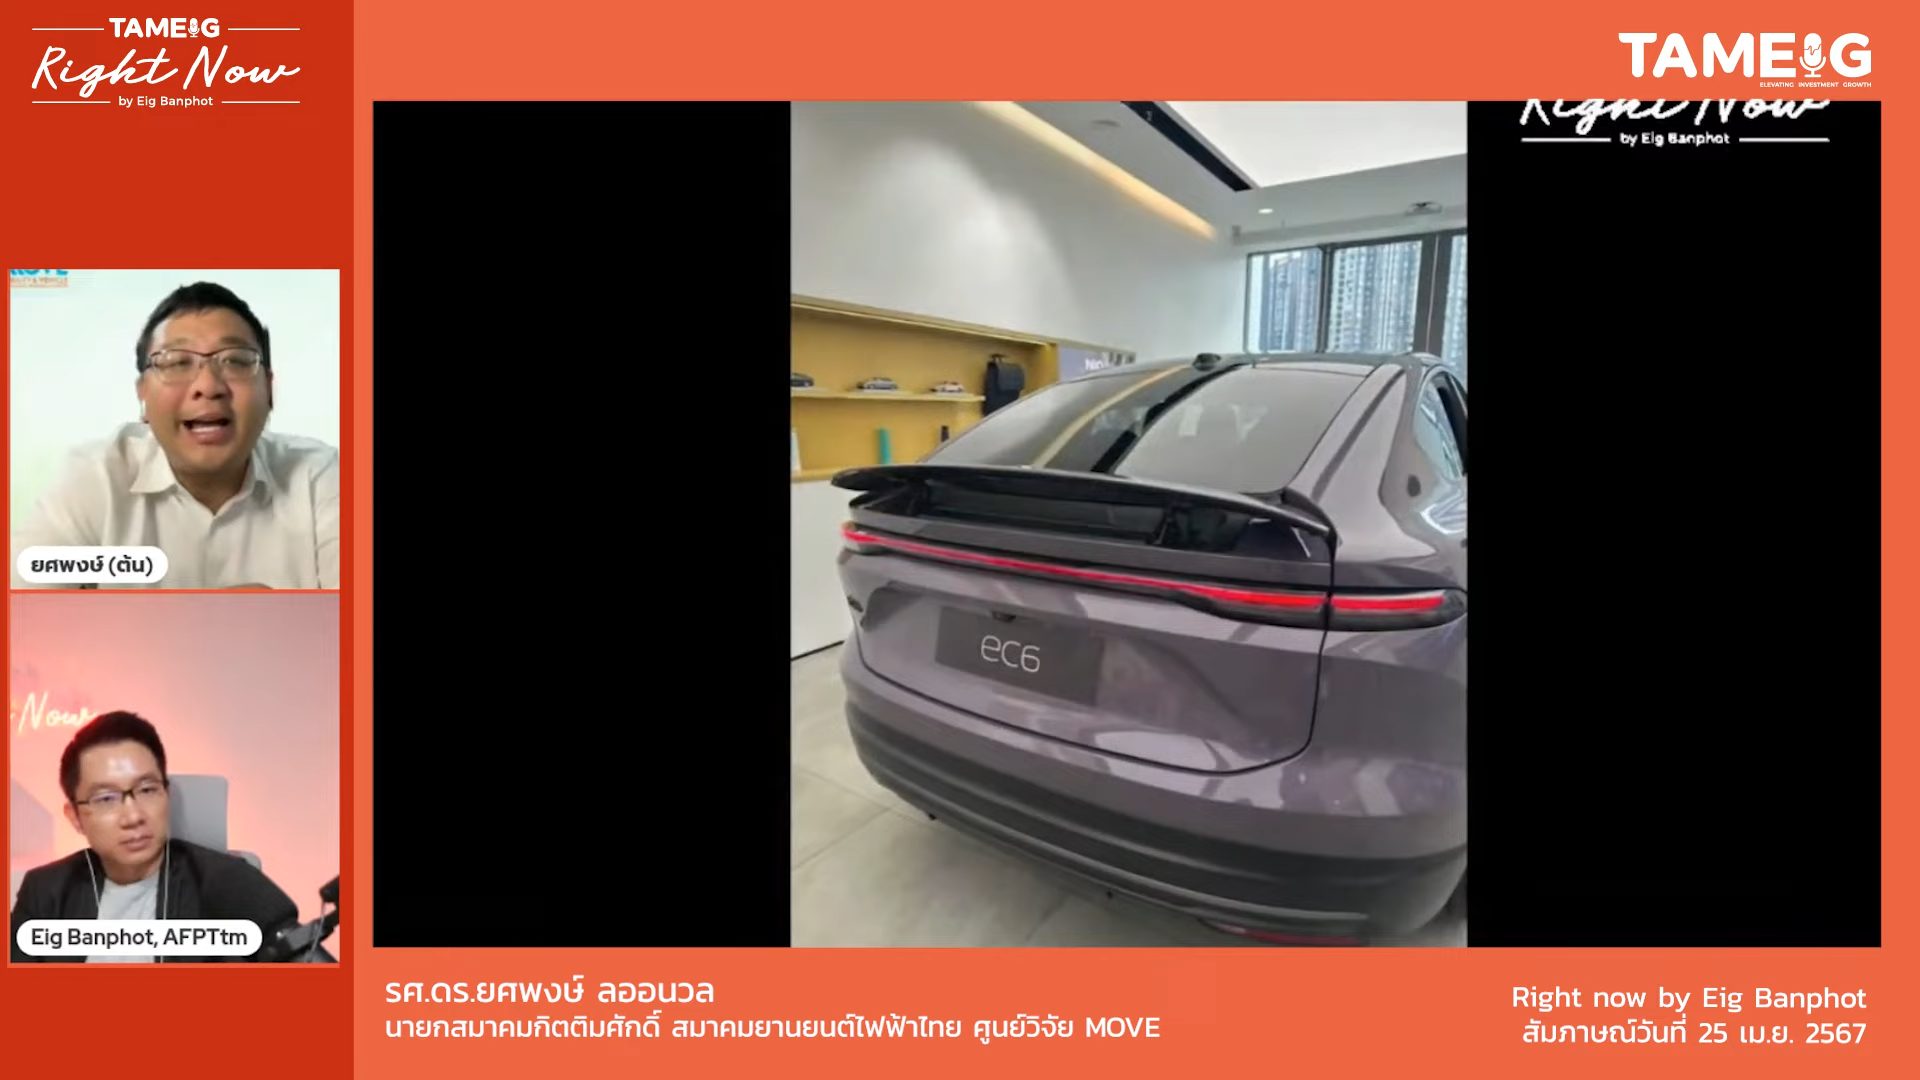 TAMEIG
Right Now
by Eig Banphot
TAMEIG
ELEVATING INVESTMENT GROWTH
Right Now
by Eig Banphot
NIO
ec6
ยศพงษ์ (ต้น)
Now
Eig Banphot, AFPTtm
รศ.ดร.ยศพงษ์ ลออนวล
นายกสมาคมกิตติมศักดิ์ สมาคมยานยนต์ไฟฟ้าไทย ศูนย์วิจัย MOVE
Right now by Eig Banphot
สัมภาษณ์วันที่ 25 เม.ย. 2567